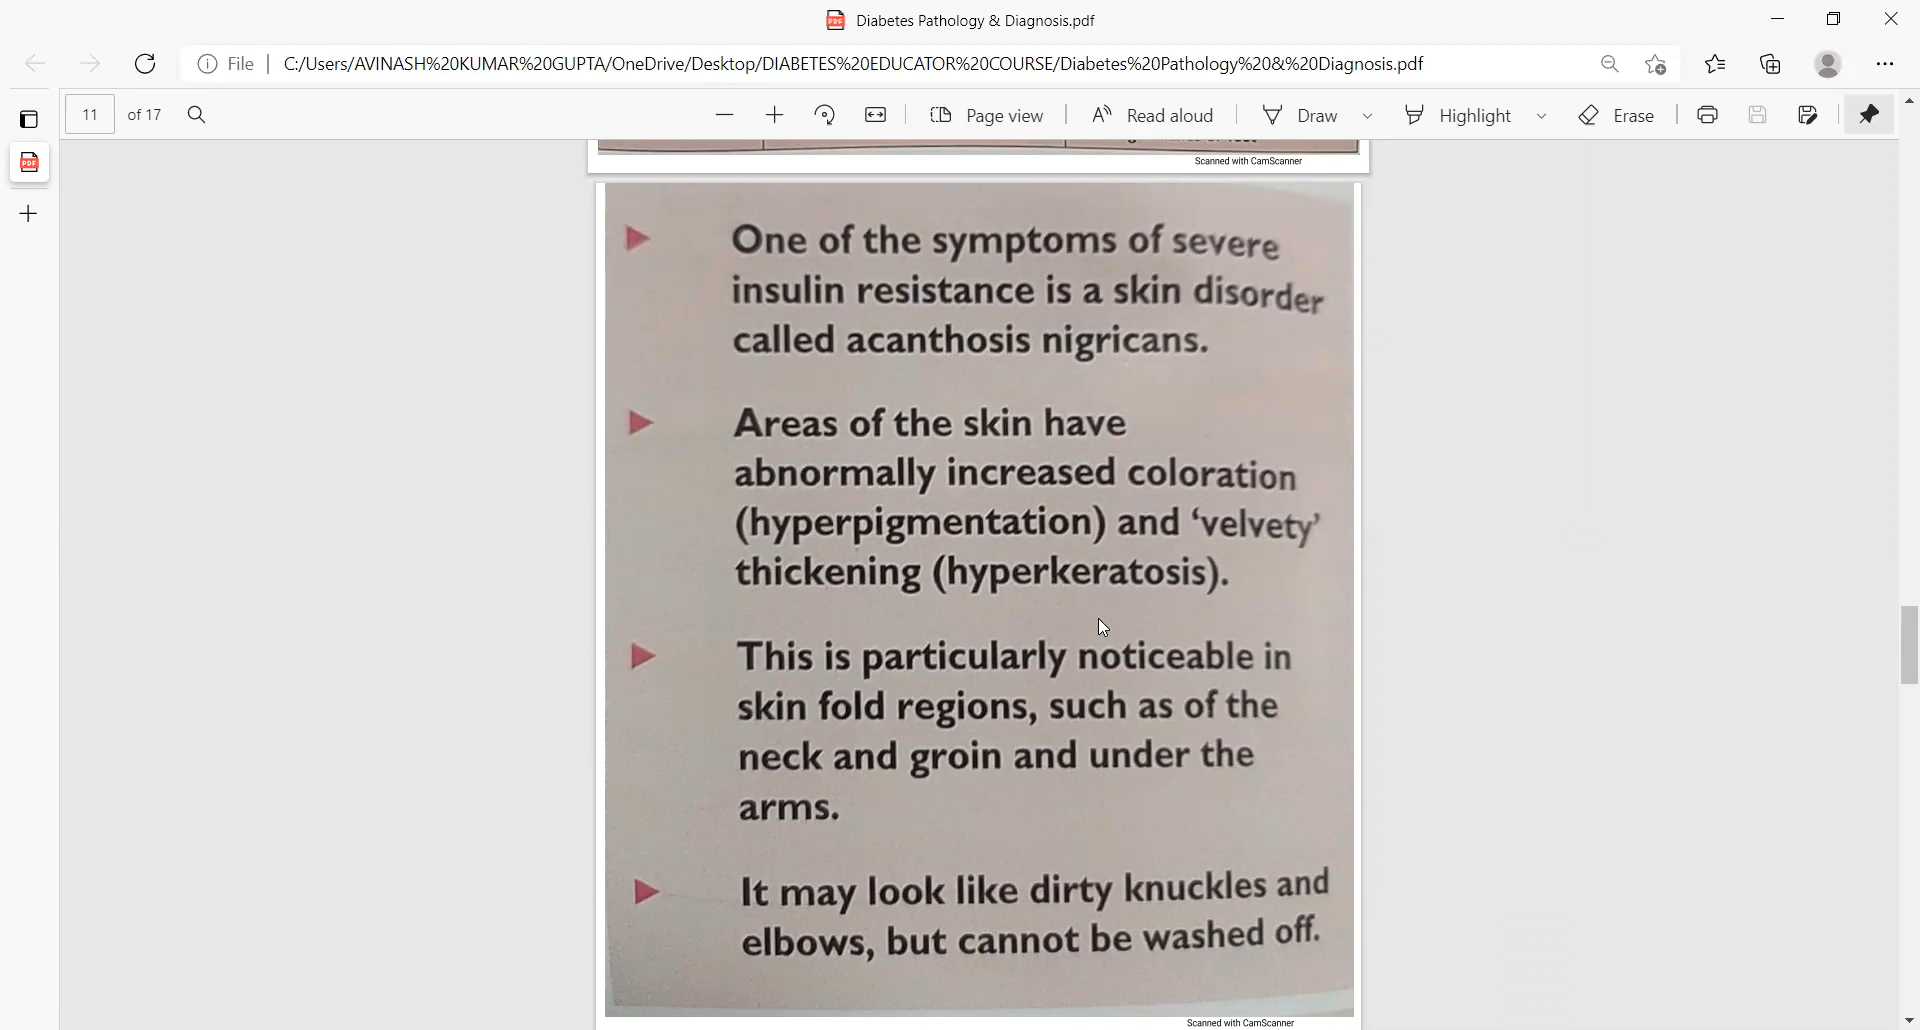 Diabetes Pathology & Diagnosis.pdf
File C:/Users/AVINASH%20KUMAR%20GUPTA/OneDrive/Desktop/DIABETES%20EDUCATOR%20COURSE/Diabetes%20Pathology%20&%20Diagnosis.pdf
11 of 17 Page view Read aloud Draw Highlight Erase
Scanned with CamScanner
One of the symptoms of severe
insulin resistance is a skin disorder
called acanthosis nigricans.
Areas of the skin have
abnormally increased coloration
(hyperpigmentation) and ‘velvety’
thickening (hyperkeratosis).
This is particularly noticeable in
skin fold regions, such as of the
neck and groin and under the
arms.
It may look like dirty knuckles and
elbows, but cannot be washed off.
Scanned with CamScanner